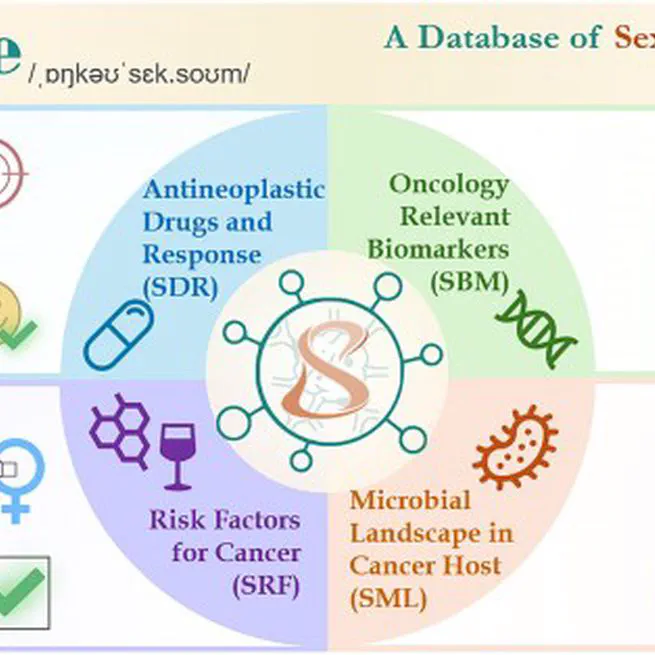 e /ˌɒŋkəʊˈsɛk.soʊm/
A Database of Sex
Antineoplastic
Drugs and
Response
(SDR)
Oncology
Relevant
Biomarkers
(SBM)
S
Risk Factors
for Cancer
(SRF)
Microbial
Landscape in
Cancer Host
(SML)